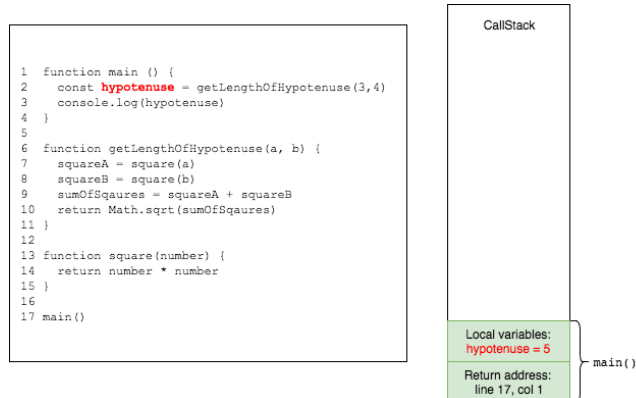 1 function main () {
2   const hypotenuse = getLengthOfHypotenuse(3,4)
3   console.log(hypotenuse)
4 }
5
6 function getLengthOfHypotenuse(a, b) {
7   squareA = square(a)
8   squareB = square(b)
9   sumOfSqaures = squareA + squareB
10   return Math.sqrt(sumOfSqaures)
11 }
12
13 function square(number) {
14   return number * number
15 }
16
17 main()
CallStack
Local variables:
hypotenuse = 5
Return address:
line 17, col 1
main()